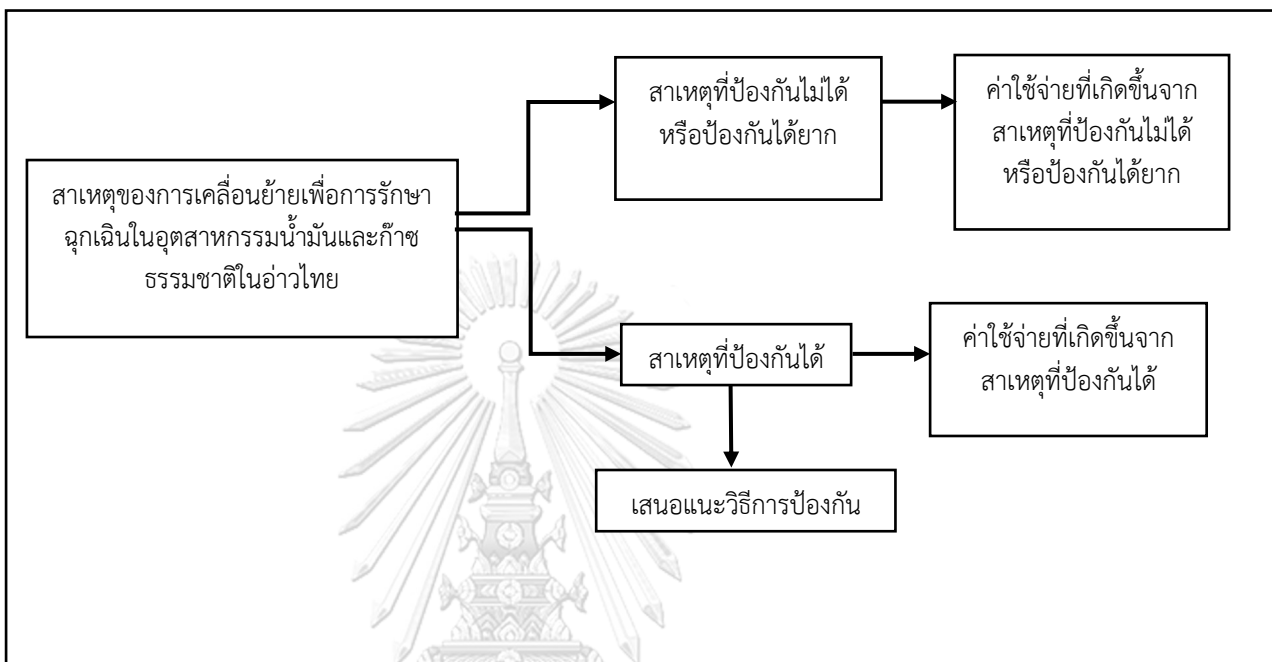 สาเหตุที่ป้องกันไม่ได้
หรือป้องกันได้ยาก
ค่าใช้จ่ายที่เกิดขึ้นจาก
สาเหตุที่ป้องกันไม่ได้
หรือป้องกันได้ยาก
สาเหตุของการเคลื่อนย้ายเพื่อการรักษา
ฉุกเฉินในอุตสาหกรรมน้ำมันและก๊าซ
ธรรมชาติในอ่าวไทย
สาเหตุที่ป้องกันได้
ค่าใช้จ่ายที่เกิดขึ้นจาก
สาเหตุที่ป้องกันได้
เสนอแนะวิธีการป้องกัน